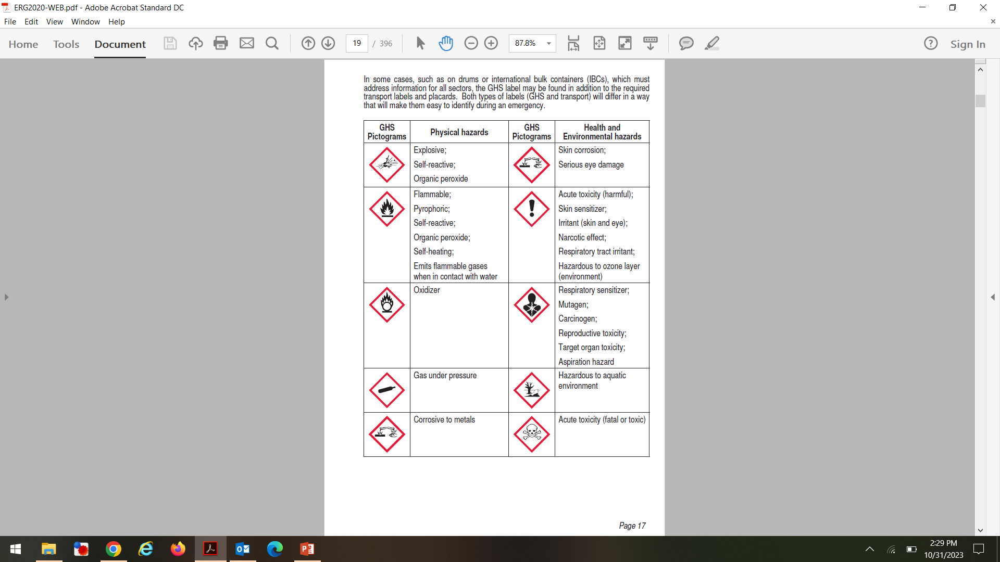 ERG2020-WEB.pdf - Adobe Acrobat Standard DC
File Edit View Window Help
Home Tools Document 19 / 396 87.8% Sign In
In some cases, such as on drums or international bulk containers (IBCs), which must
address information for all sectors, the GHS label may be found in addition to the required
transport labels and placards. Both types of labels (GHS and transport) will differ in a way
that will make them easy to identify during an emergency.
GHS Pictograms
Physical hazards
GHS Pictograms
Health and
Environmental hazards
Explosive;
Self-reactive;
Organic peroxide
Skin corrosion;
Serious eye damage
Flammable;
Pyrophoric;
Self-reactive;
Organic peroxide;
Self-heating;
Emits flammable gases
when in contact with water
Acute toxicity (harmful);
Skin sensitizer;
Irritant (skin and eye);
Narcotic effect;
Respiratory tract irritant;
Hazardous to ozone layer
(environment)
Oxidizer
Respiratory sensitizer;
Mutagen;
Carcinogen;
Reproductive toxicity;
Target organ toxicity;
Aspiration hazard
Gas under pressure
Hazardous to aquatic
environment
Corrosive to metals
Acute toxicity (fatal or toxic)
Page 17
2:29 PM
10/31/2023